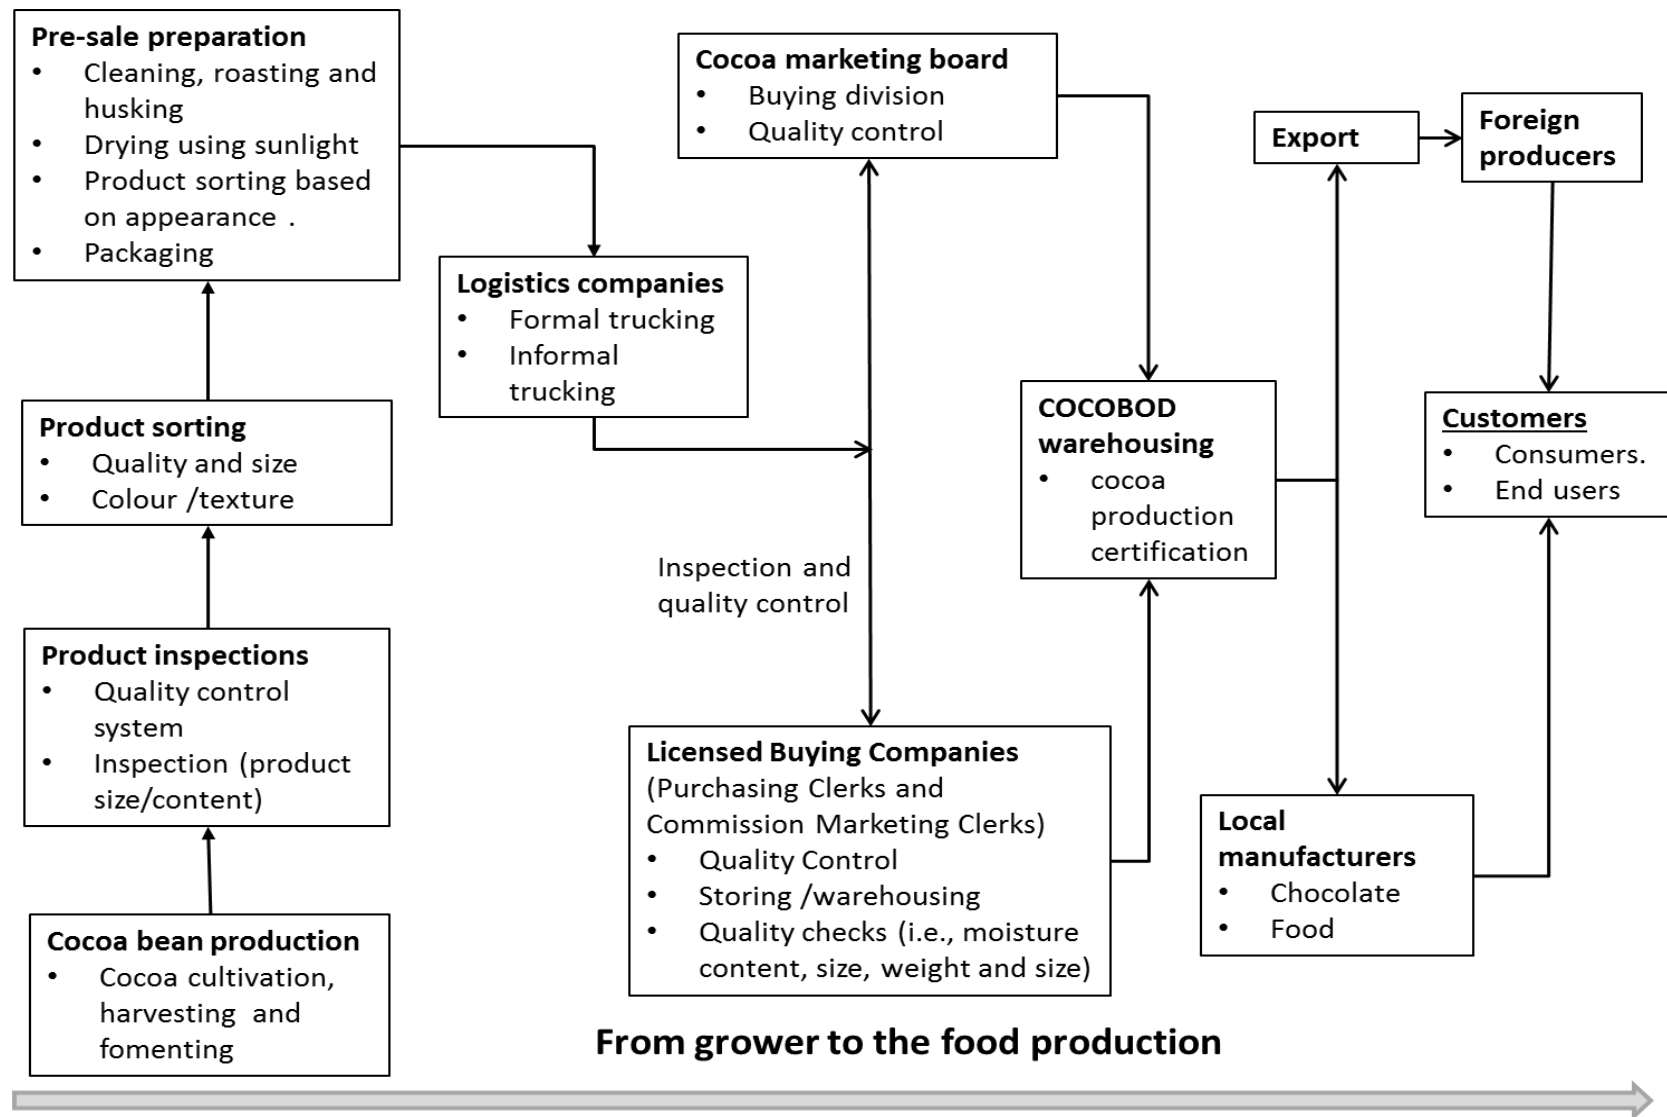 Pre-sale preparation
• Cleaning, roasting and
husking
• Drying using sunlight
• Product sorting based
on appearance .
• Packaging
Product sorting
• Quality and size
• Colour /texture
Product inspections
• Quality control
system
• Inspection (product
size/content)
Cocoa bean production
• Cocoa cultivation,
harvesting and
fomenting
Logistics companies
• Formal trucking
• Informal
trucking
Cocoa marketing board
• Buying division
• Quality control
Inspection and
quality control
Licensed Buying Companies
(Purchasing Clerks and
Commission Marketing Clerks)
• Quality Control
• Storing /warehousing
• Quality checks (i.e., moisture
content, size, weight and size)
COCOBOD
warehousing
• cocoa
production
certification
Export
Foreign
producers
Customers
• Consumers.
• End users
Local
manufacturers
• Chocolate
• Food
From grower to the food production